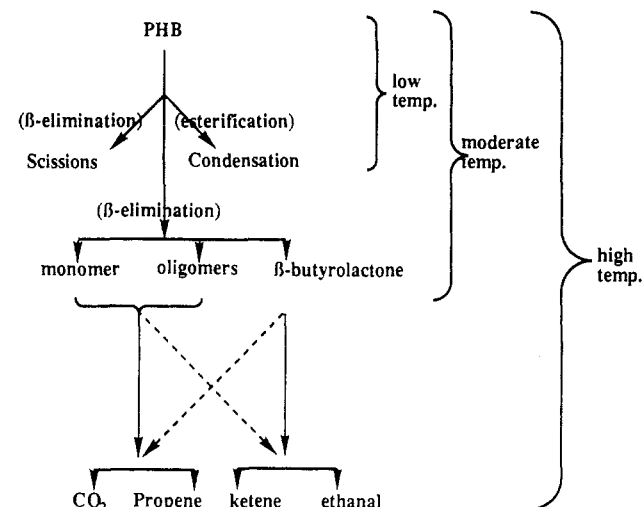 PHB
low
temp.
(ß-elimination) (esterification)
Scissions Condensation
moderate
temp.
(ß-elimination)
monomer oligomers ß-butyrolactone
high
temp.
CO2 Propene ketene ethanal